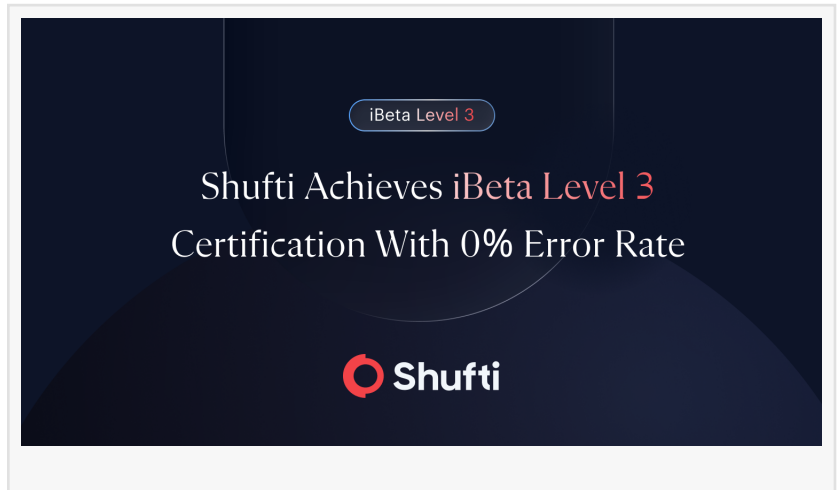 iBeta Level 3
Shufti Achieves iBeta Level 3
Certification With 0% Error Rate
Shufti